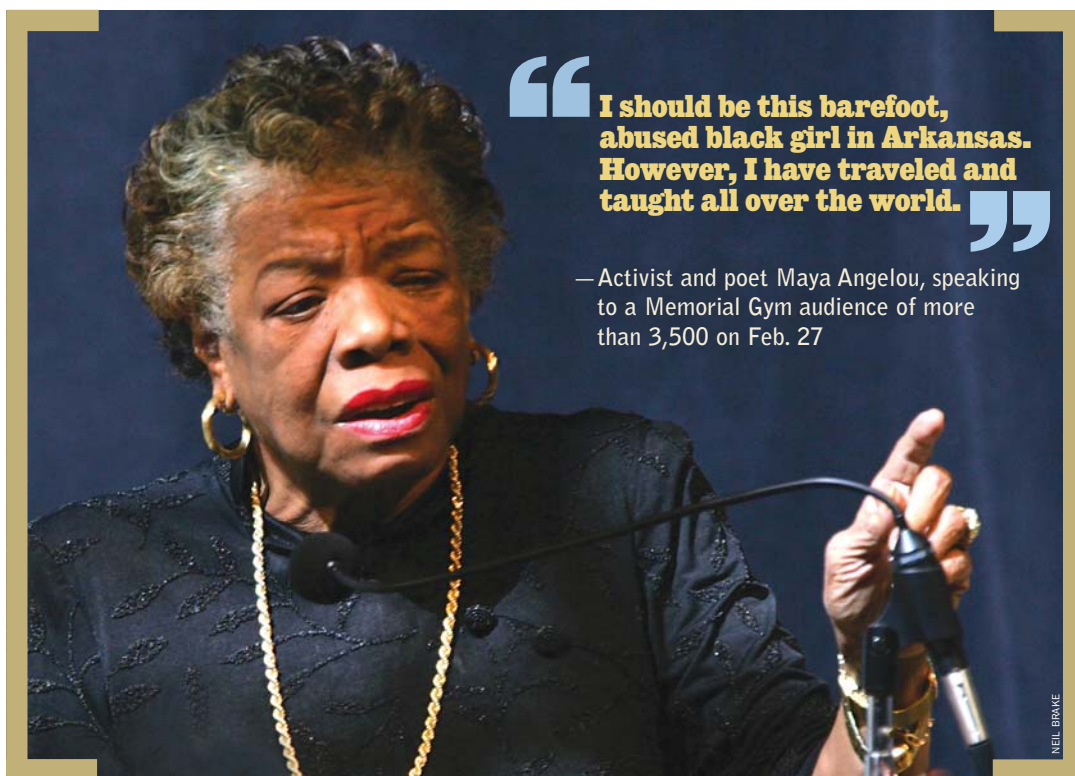 “I should be this barefoot,
abused black girl in Arkansas.
However, I have traveled and
taught all over the world.”
— Activist and poet Maya Angelou, speaking
to a Memorial Gym audience of more
than 3,500 on Feb. 27
NEIL BRAKE